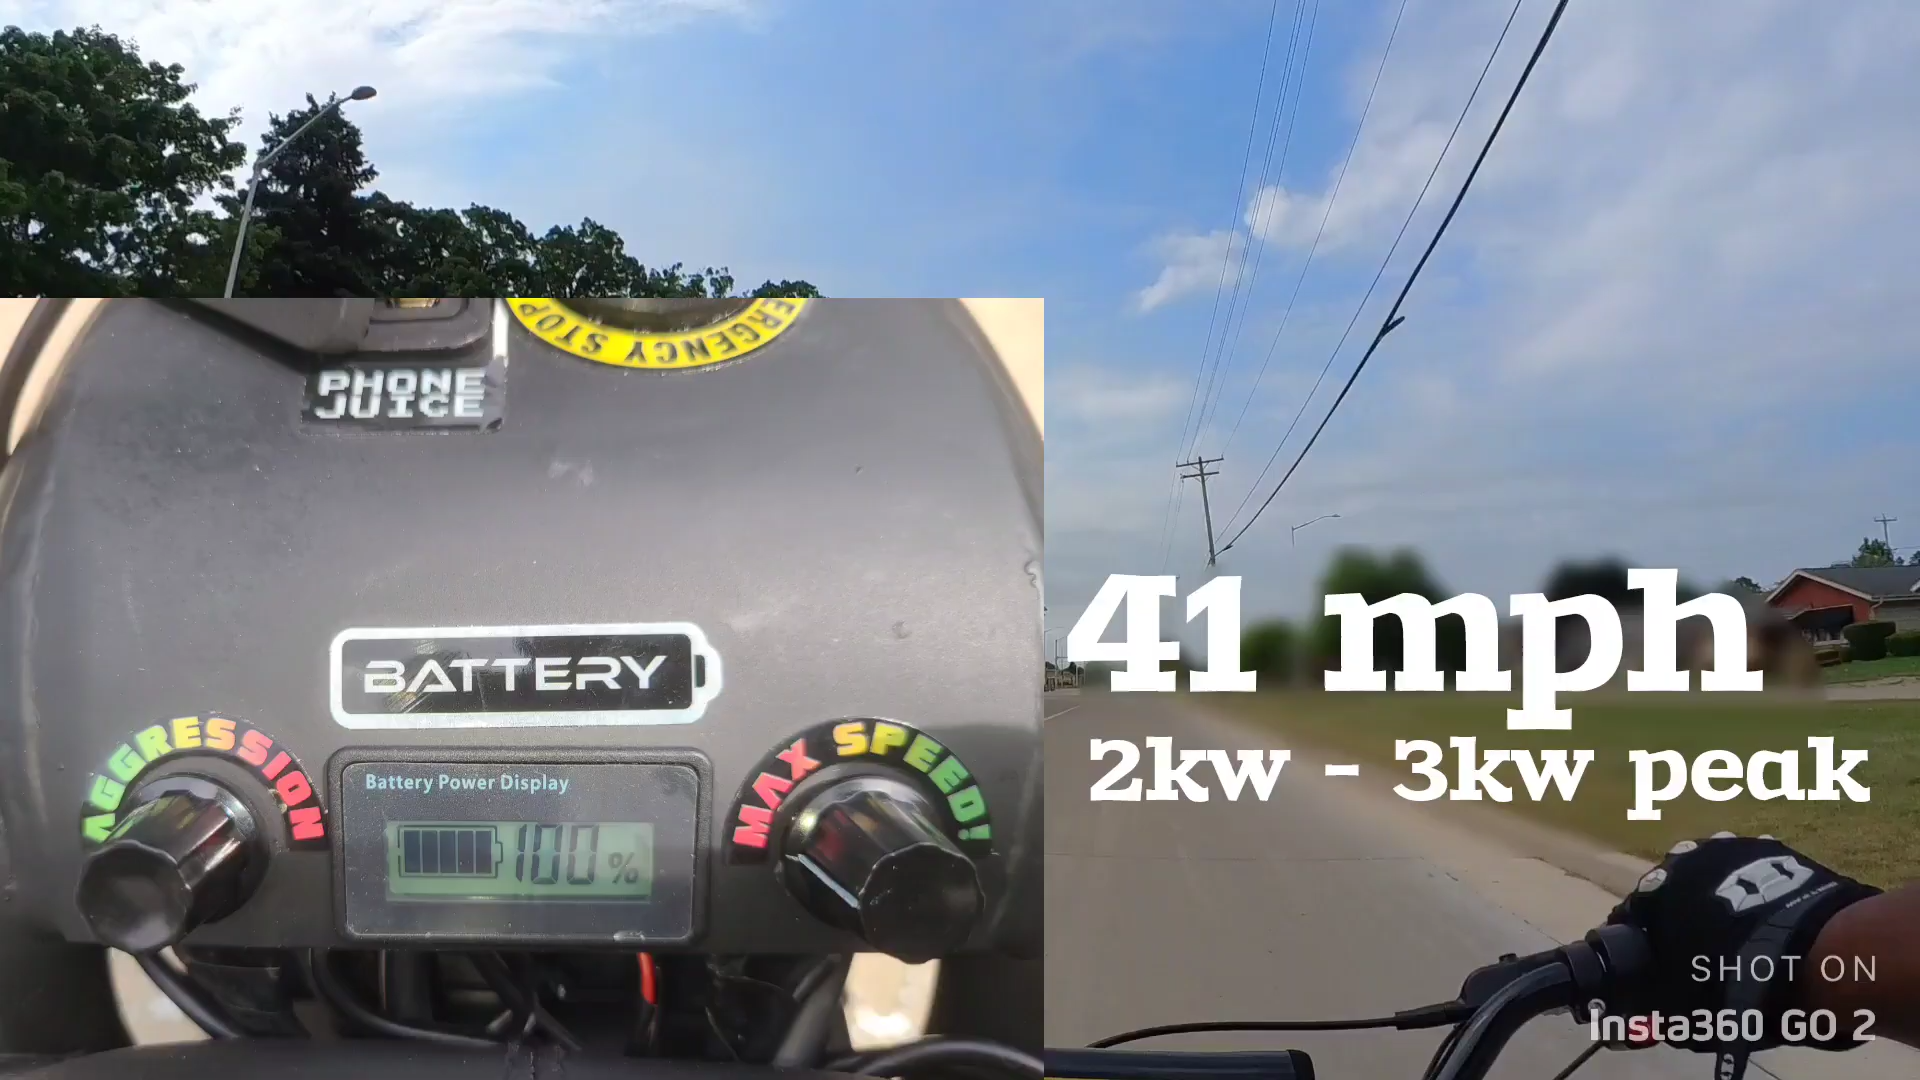 EMERGENCY STOP
PHONE
JUICE
BATTERY
AGGRESSION
MAX SPEED!
Battery Power Display
100 %
41 mph
2kw - 3kw peak
SHOT ON
Insta360 GO 2